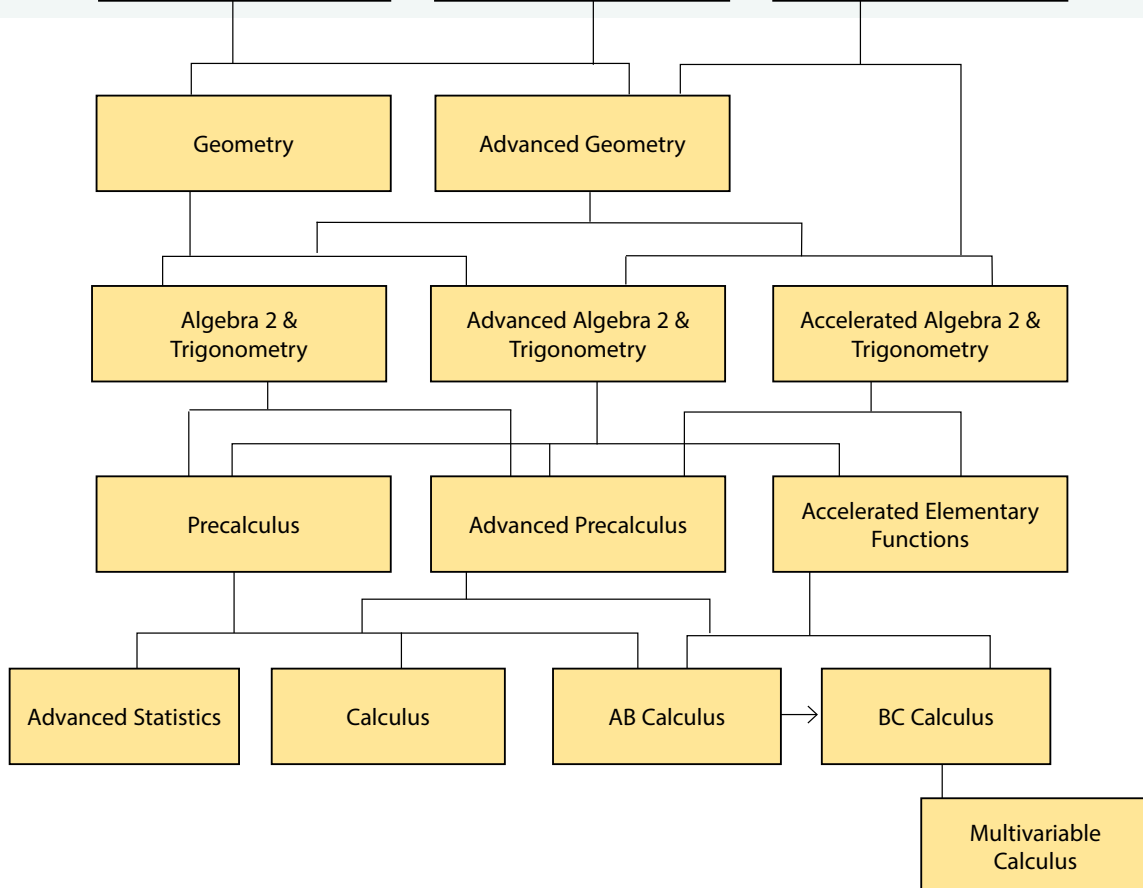 Geometry
Advanced Geometry
Algebra 2 &
Trigonometry
Advanced Algebra 2 &
Trigonometry
Accelerated Algebra 2 &
Trigonometry
Precalculus
Advanced Precalculus
Accelerated Elementary
Functions
Advanced Statistics
Calculus
AB Calculus
BC Calculus
Multivariable
Calculus